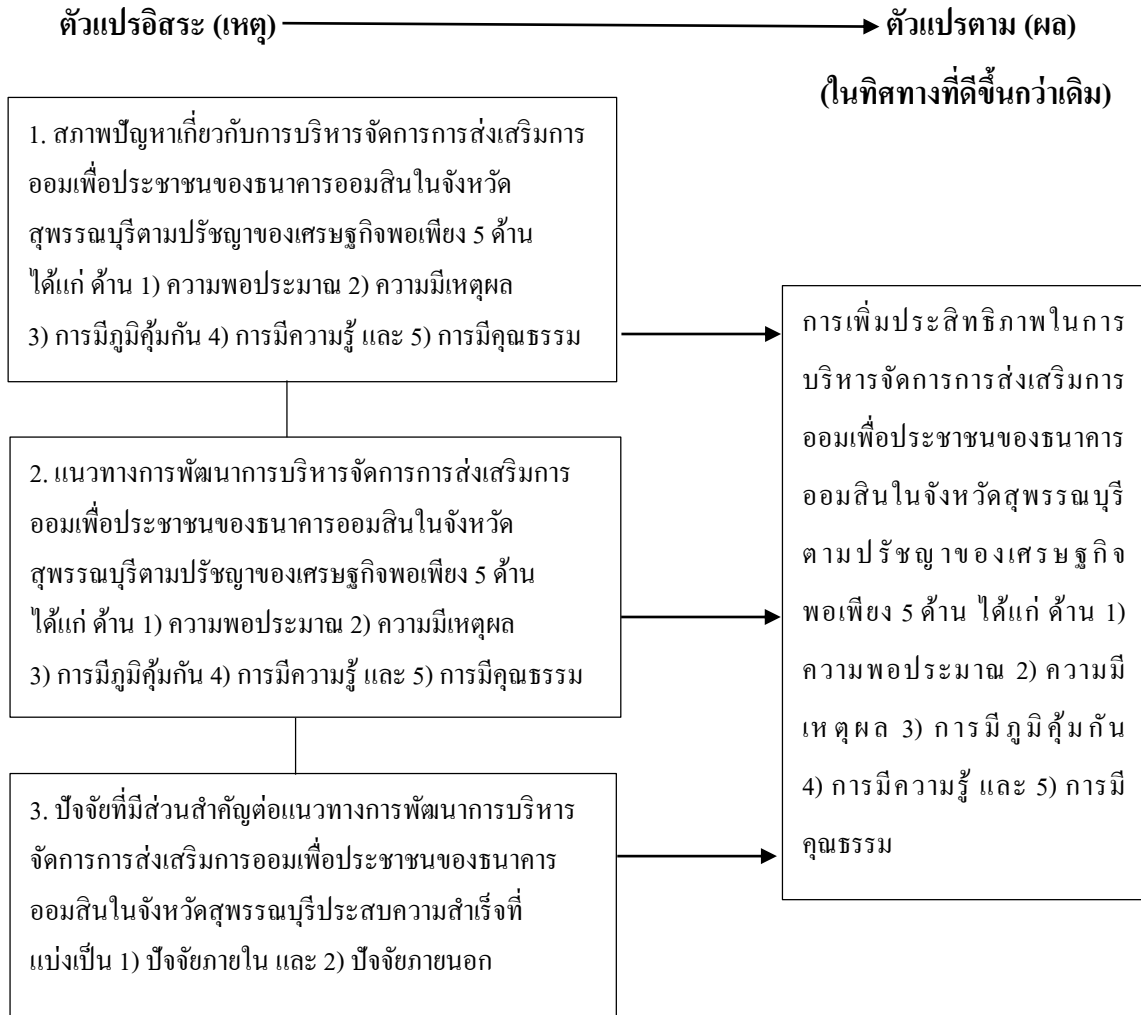 ตัวแปรอิสระ (เหตุ) ตัวแปรตาม (ผล)
(ในทิศทางที่ดีขึ้นกว่าเดิม)
1. สภาพปัญหาเกี่ยวกับการบริหารจัดการการส่งเสริมการ
ออมเพื่อประชาชนของธนาคารออมสินในจังหวัด
สุพรรณบุรีตามปรัชญาของเศรษฐกิจพอเพียง 5 ด้าน
ได้แก่ ด้าน 1) ความพอประมาณ 2) ความมีเหตุผล
3) การมีภูมิคุ้มกัน 4) การมีความรู้ และ 5) การมีคุณธรรม
2. แนวทางการพัฒนาการบริหารจัดการการส่งเสริมการ
ออมเพื่อประชาชนของธนาคารออมสินในจังหวัด
สุพรรณบุรีตามปรัชญาของเศรษฐกิจพอเพียง 5 ด้าน
ได้แก่ ด้าน 1) ความพอประมาณ 2) ความมีเหตุผล
3) การมีภูมิคุ้มกัน 4) การมีความรู้ และ 5) การมีคุณธรรม
3. ปัจจัยที่มีส่วนสำคัญต่อแนวทางการพัฒนาการบริหาร
จัดการการส่งเสริมการออมเพื่อประชาชนของธนาคาร
ออมสินในจังหวัดสุพรรณบุรีประสบความสำเร็จที่
แบ่งเป็น 1) ปัจจัยภายใน และ 2) ปัจจัยภายนอก
การเพิ่มประสิทธิภาพในการ
บริหารจัดการการส่งเสริมการ
ออมเพื่อประชาชนของธนาคาร
ออมสินในจังหวัดสุพรรณบุรี
ตามปรัชญาของเศรษฐกิจ
พอเพียง 5 ด้าน ได้แก่ ด้าน 1)
ความพอประมาณ 2) ความมี
เหตุผล 3) การมีภูมิคุ้มกัน
4) การมีความรู้ และ 5) การมี
คุณธรรม